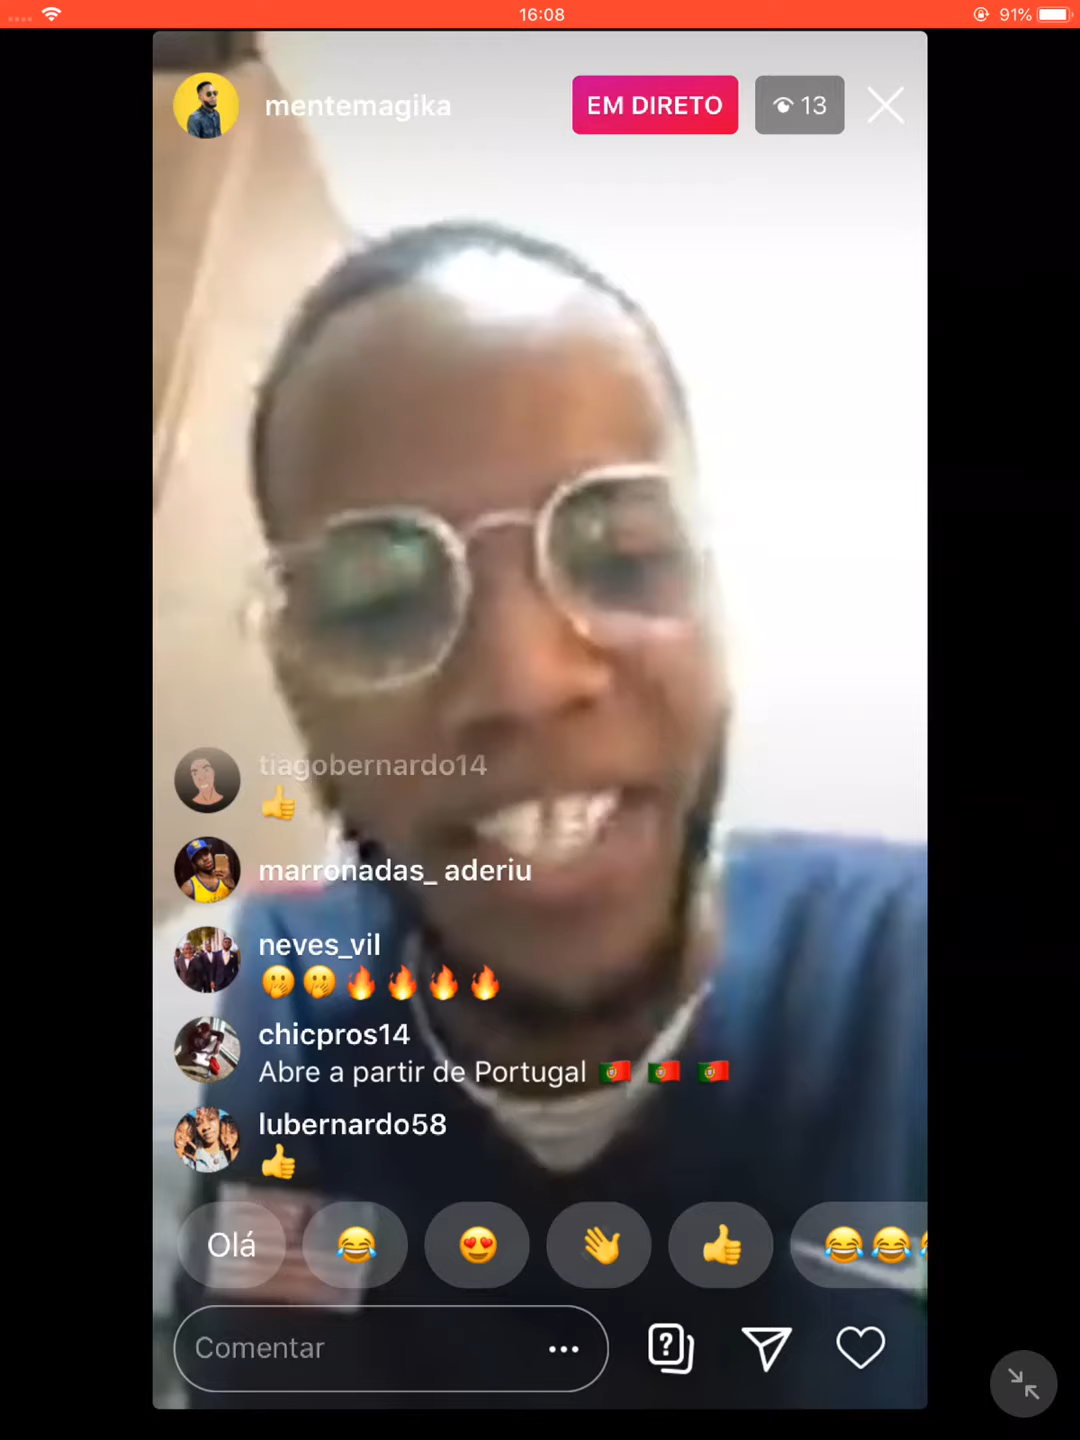 16:08
91%
mentemagika
EM DIRETO
13
tiagobernardo14
👍
marronadas_ aderiu
neves_vil
🤭🤭🔥🔥🔥🔥
chicpros14
Abre a partir de Portugal 🇵🇹 🇵🇹 🇵🇹
lubernardo58
👍
Olá 😂 😍 👋 👍 😂😂
Comentar